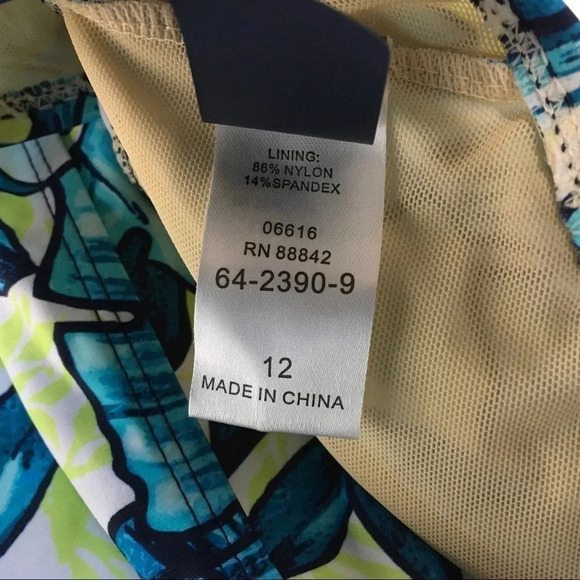 LINING:
86% NYLON
14%SPANDEX
06616
RN 88842
64-2390-9
12
MADE IN CHINA